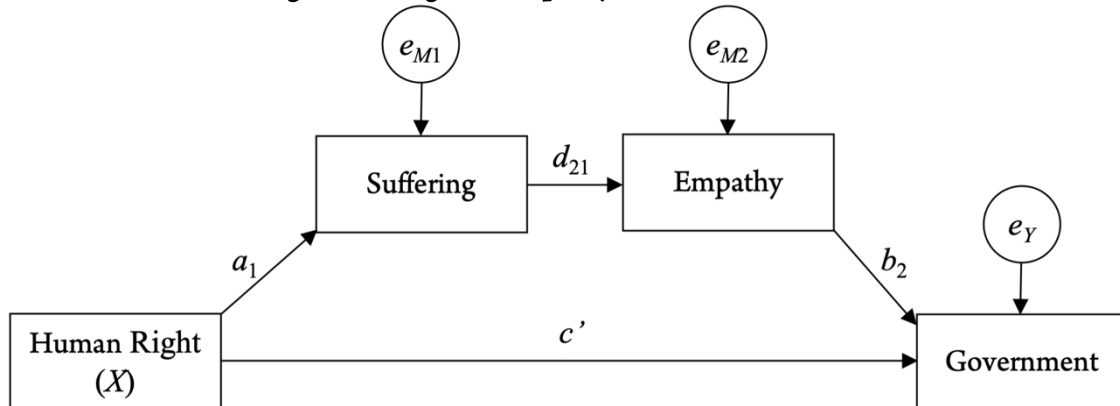 e_M1
e_M2
Suffering
d_21
Empathy
e_Y
a_1
b_2
Human Right
(X)
c’
Government